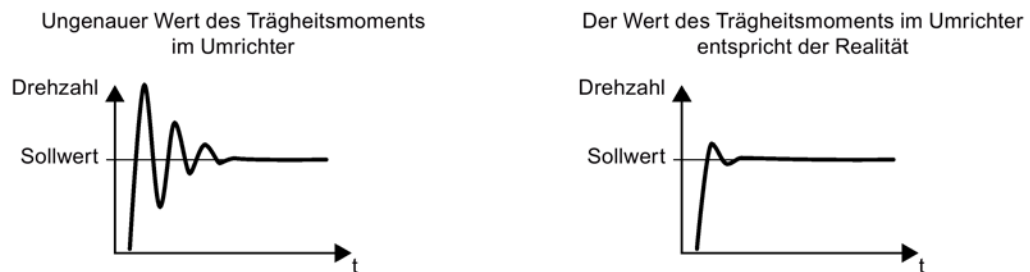 Ungenauer Wert des Trägheitsmoments
im Umrichter
Drehzahl
Sollwert
t
Der Wert des Trägheitsmoments im Umrichter
entspricht der Realität
Drehzahl
Sollwert
t